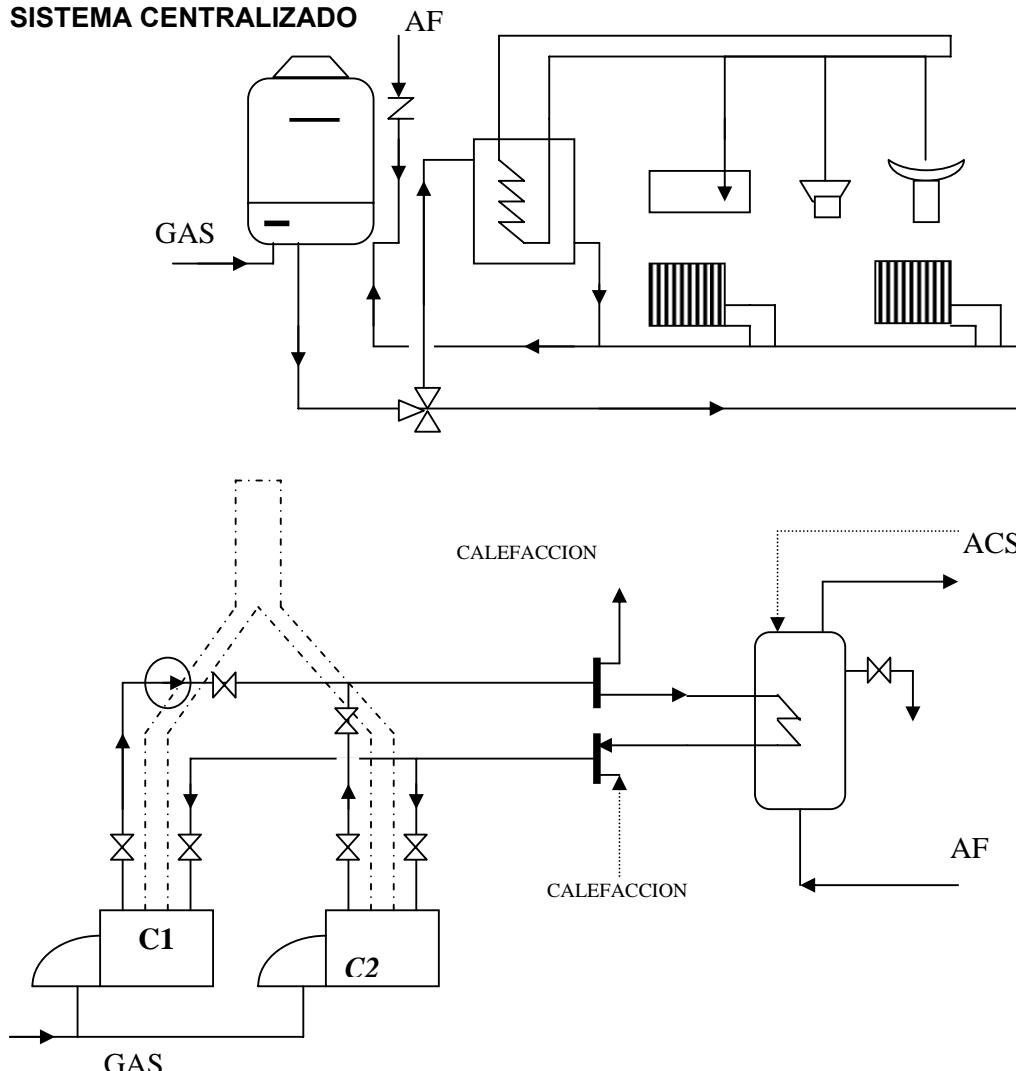 SISTEMA CENTRALIZADO
AF
GAS
CALEFACCION
ACS
AF
CALEFACCION
C1
C2
GAS